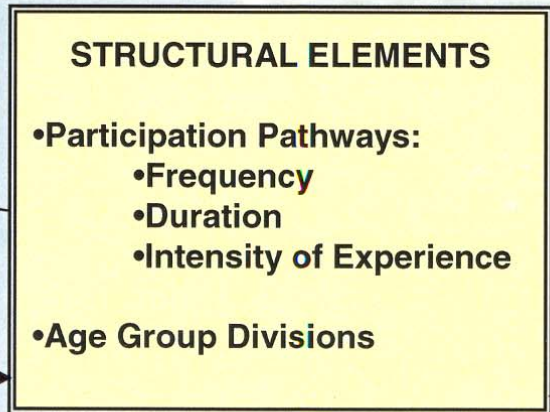 STRUCTURAL ELEMENTS
•Participation Pathways:
•Frequency
•Duration
•Intensity of Experience
•Age Group Divisions